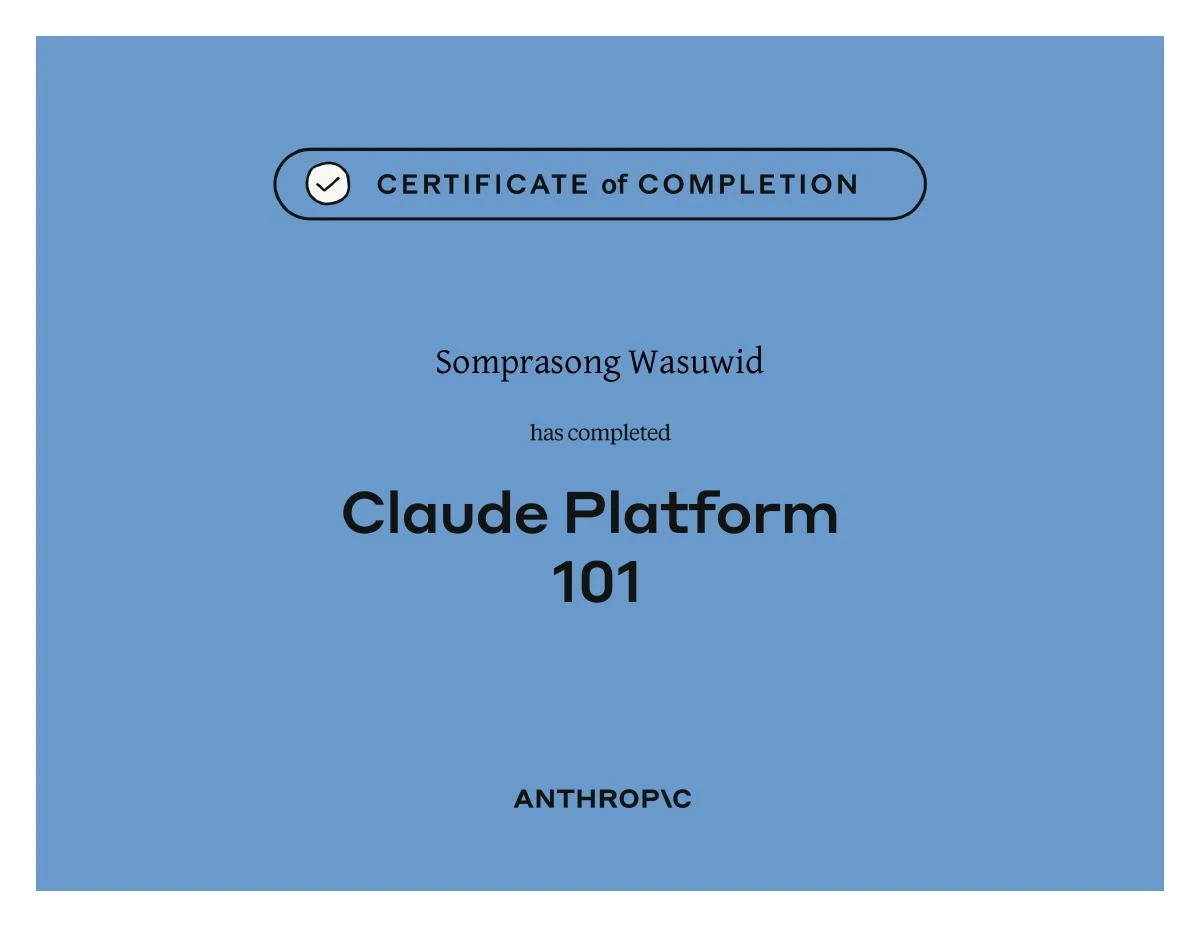 CERTIFICATE of COMPLETION
Somprasong Wasuwid
has completed
Claude Platform
101
ANTHROP\C